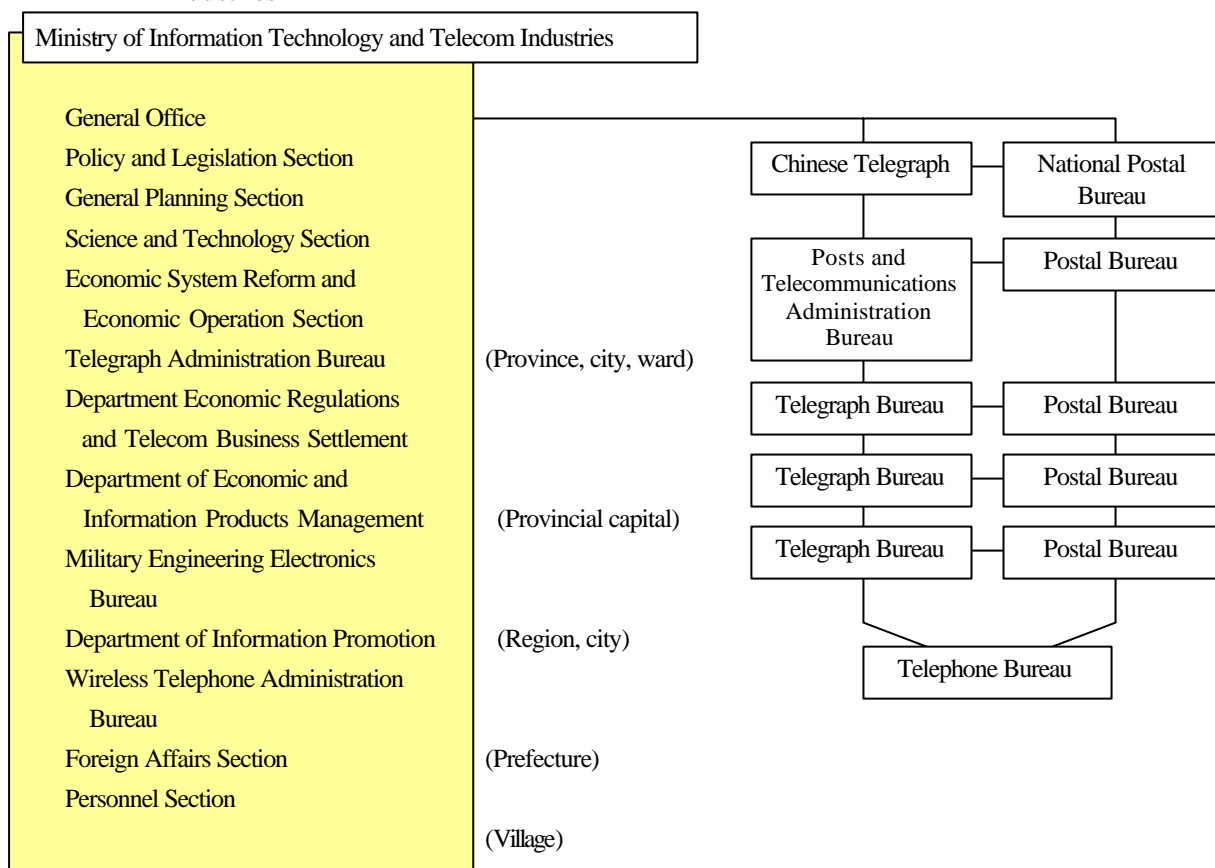 Ministry of Information Technology and Telecom Industries
General Office
Policy and Legislation Section
General Planning Section
Science and Technology Section
Economic System Reform and
Economic Operation Section
Telegraph Administration Bureau
Department Economic Regulations
and Telecom Business Settlement
Department of Economic and
Information Products Management
Military Engineering Electronics
Bureau
Department of Information Promotion
Wireless Telephone Administration
Bureau
Foreign Affairs Section
Personnel Section
(Province, city, ward)
(Provincial capital)
(Region, city)
(Prefecture)
(Village)
Chinese Telegraph
National Postal
Bureau
Posts and
Telecommunications
Administration
Bureau
Postal Bureau
Telegraph Bureau
Postal Bureau
Telegraph Bureau
Postal Bureau
Telegraph Bureau
Postal Bureau
Telephone Bureau